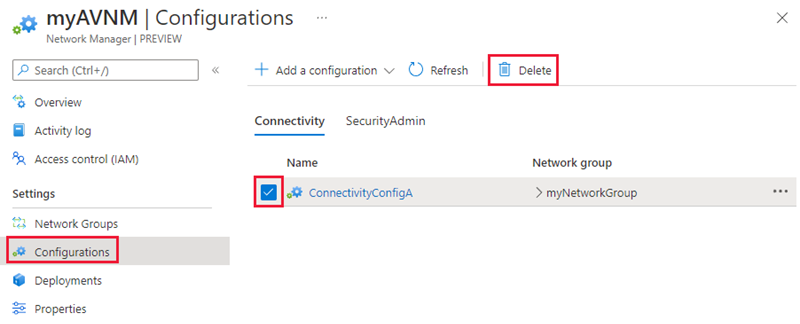 myAVNM | Configurations ...
Network Manager | PREVIEW
Search (Ctrl+/)
Overview
Activity log
Access control (IAM)
Settings
Network Groups
Configurations
Deployments
Properties
Add a configuration Refresh Delete
Connectivity SecurityAdmin
Name Network group
ConnectivityConfigA myNetworkGroup